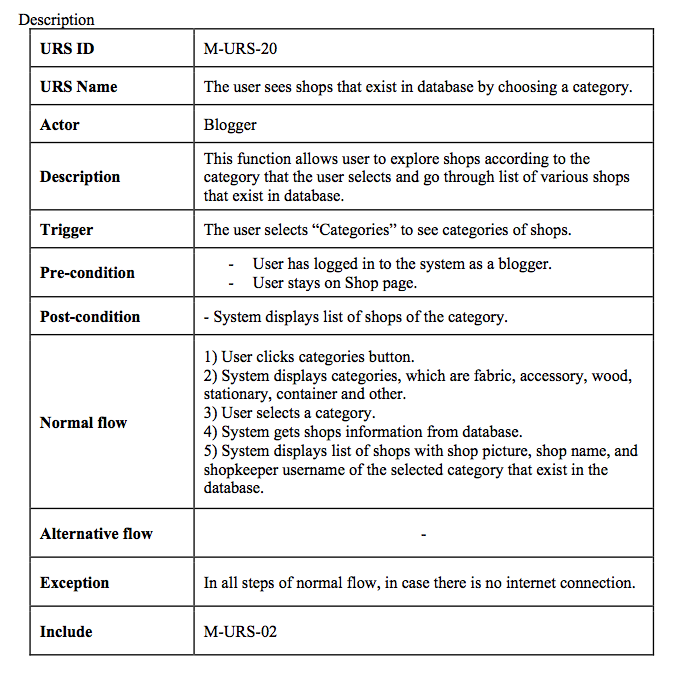 Description
URS ID M-URS-20
URS Name The user sees shops that exist in database by choosing a category.
Actor Blogger
This function allows user to explore shops according to the
Description category that the user selects and go through list of various shops
that exist in database.
Trigger The user selects “Categories” to see categories of shops.
Pre-condition
- User has logged in to the system as a blogger.
- User stays on Shop page.
Post-condition - System displays list of shops of the category.
Normal flow
1) User clicks categories button.
2) System displays categories, which are fabric, accessory, wood,
stationary, container and other.
3) User selects a category.
4) System gets shops information from database.
5) System displays list of shops with shop picture, shop name, and
shopkeeper username of the selected category that exist in the
database.
Alternative flow -
Exception In all steps of normal flow, in case there is no internet connection.
Include M-URS-02